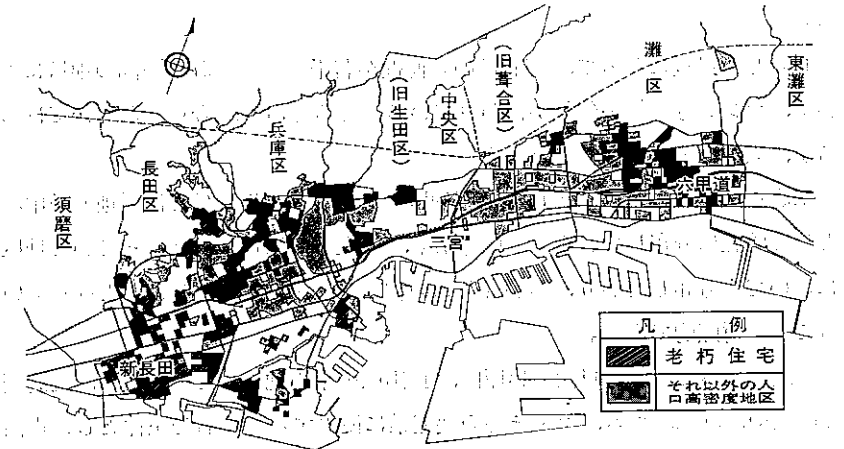 須磨区
長田区
兵庫区
(旧生田区)
中央区
(旧葺合区)
灘区
東灘区
六甲道
三宮
新長田
凡例
老朽住宅
それ以外の人
口高密度地区